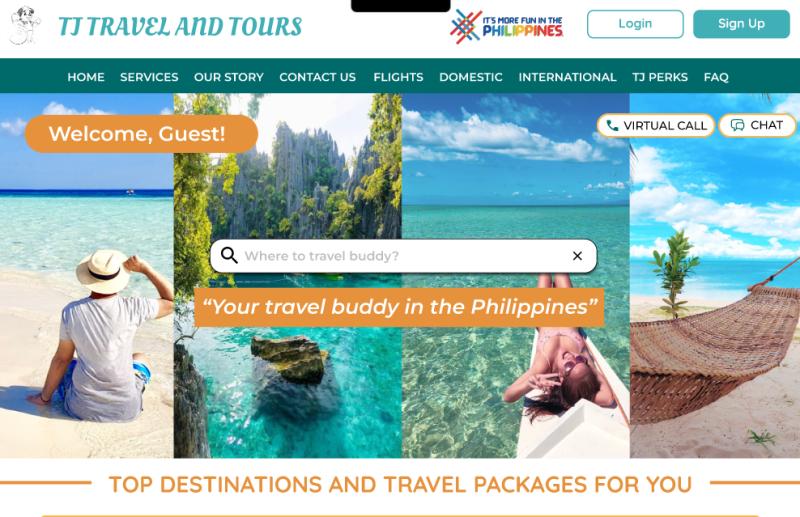 TJ TRAVEL AND TOURS
IT'S MORE FUN IN THE
PHILIPPINES
Login
Sign Up
HOME SERVICES OUR STORY CONTACT US FLIGHTS DOMESTIC INTERNATIONAL TJ PERKS FAQ
Welcome, Guest!
VIRTUAL CALL
CHAT
Where to travel buddy?
“Your travel buddy in the Philippines”
TOP DESTINATIONS AND TRAVEL PACKAGES FOR YOU